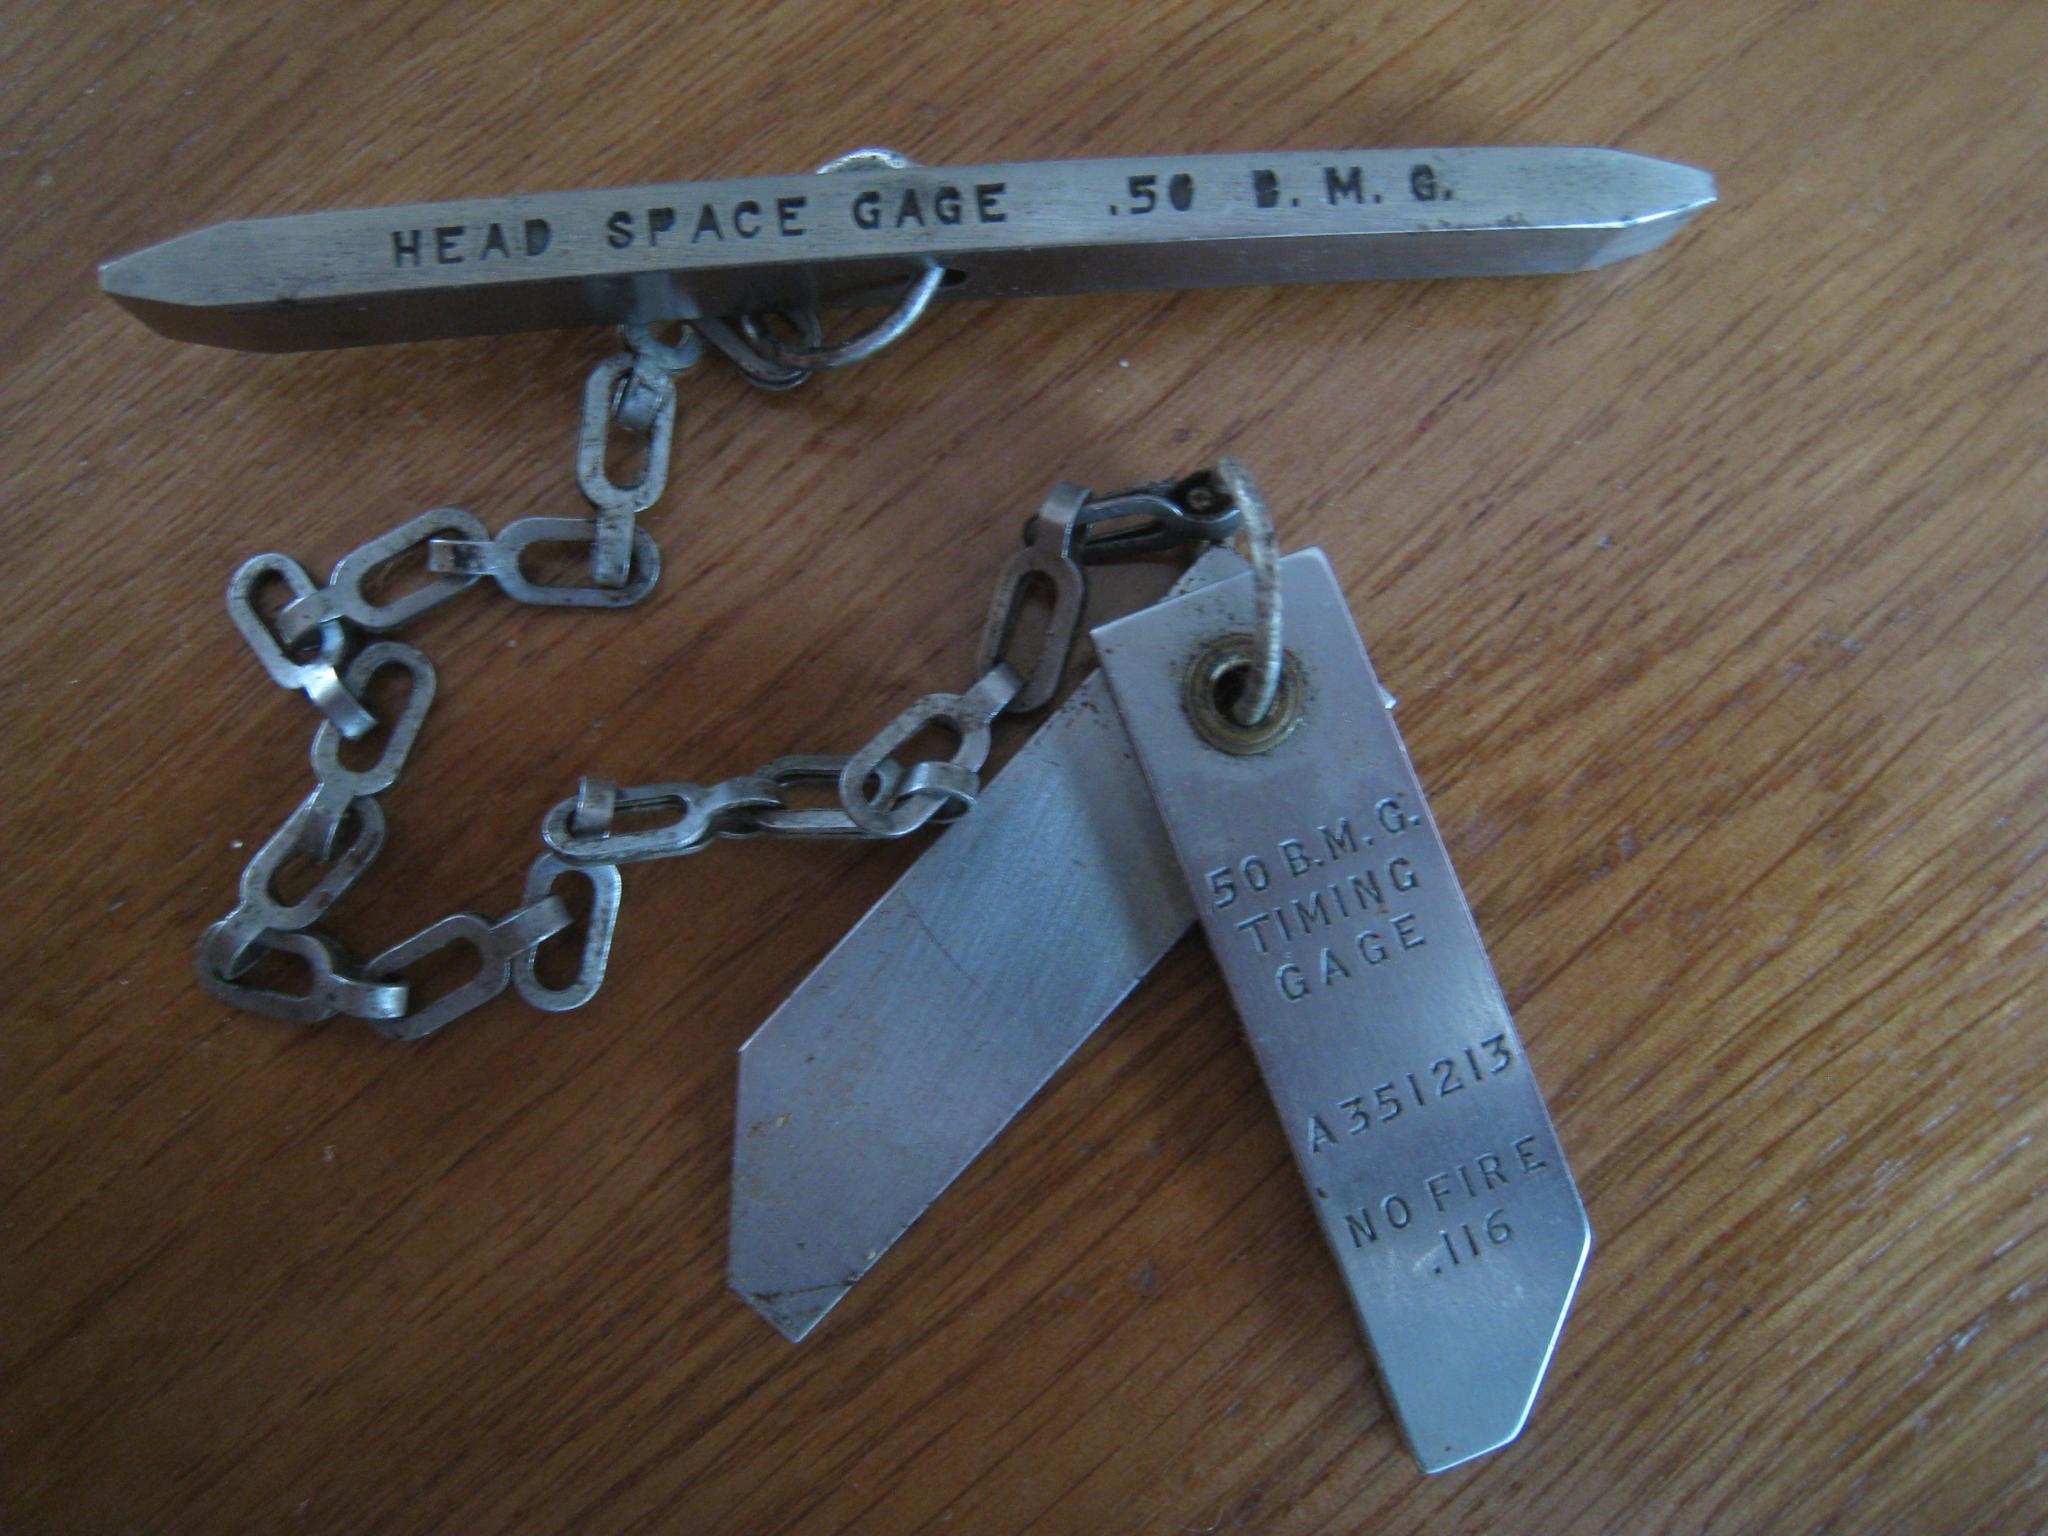 HEAD SPACE GAGE .50 B.M.G.
.50 B.M.G.
TIMING
GAGE
A351213
NO FIRE
.116